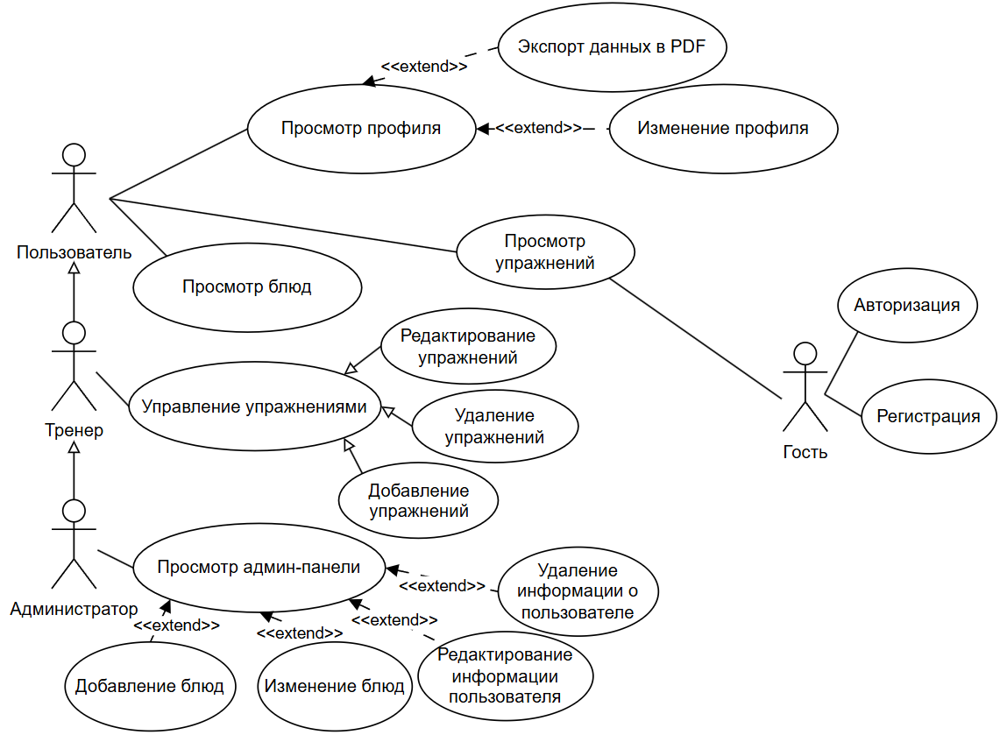 Экспорт данных в PDF
<<extend>>
Просмотр профиля
<<extend>>
Изменение профиля
Пользователь
Просмотр
упражнений
Просмотр блюд
Авторизация
Редактирование
упражнений
Управление упражнениями
Удаление
упражнений
Регистрация
Тренер
Гость
Добавление
упражнений
Просмотр админ-панели
Удаление
информации о
пользователе
<<extend>>
Администратор
<<extend>>
<<extend>>
<<extend>>
Добавление блюд
Изменение блюд
Редактирование
информации
пользователя